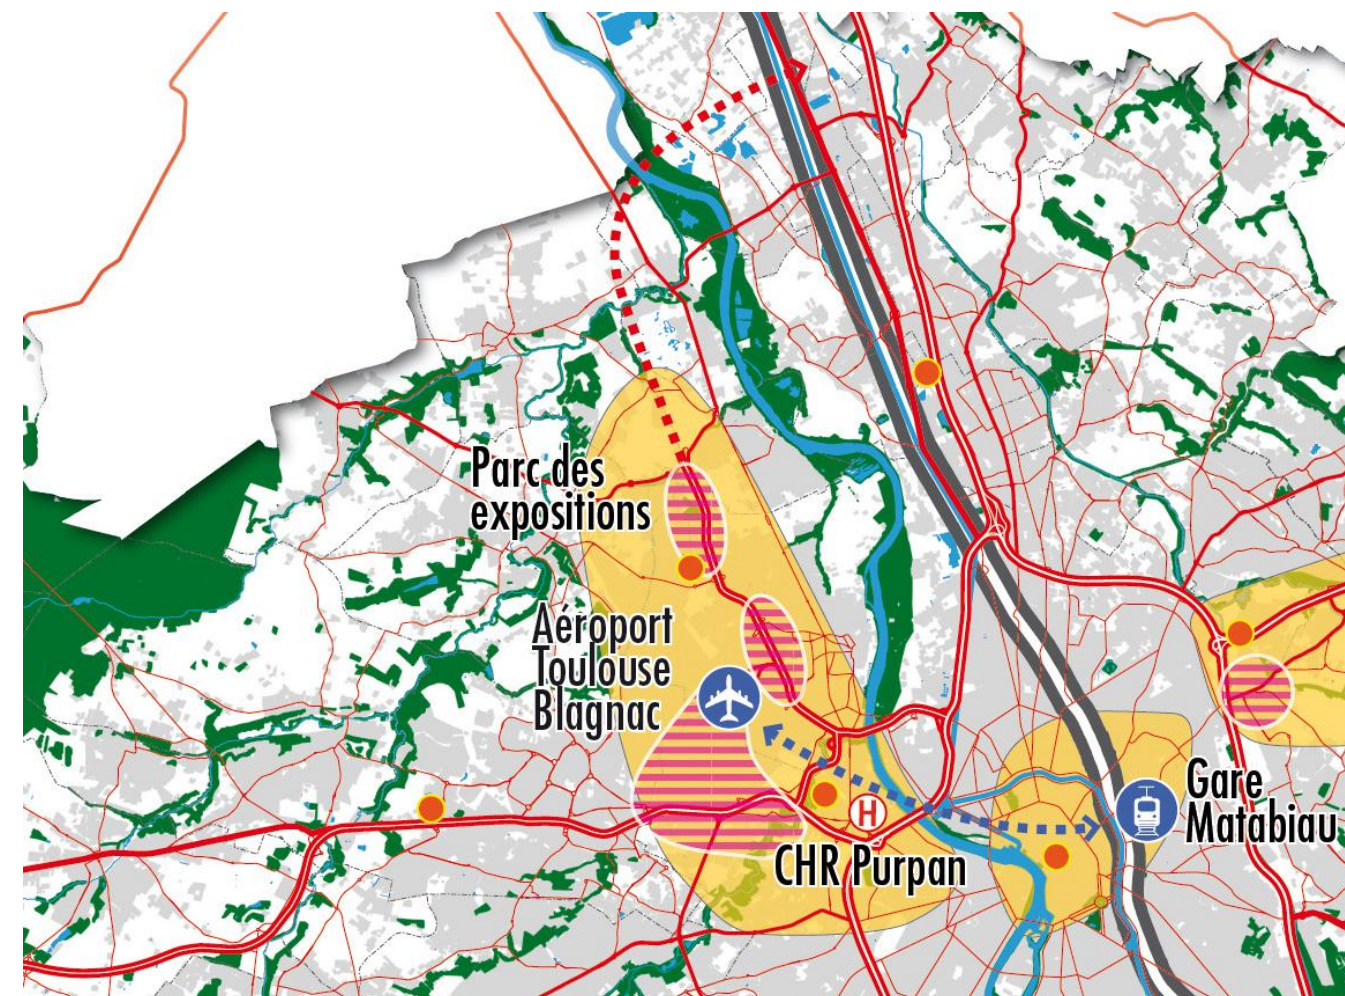 Parc des
expositions
Aéroport
Toulouse
Blagnac
H
CHR Purpan
Gare
Matabiau